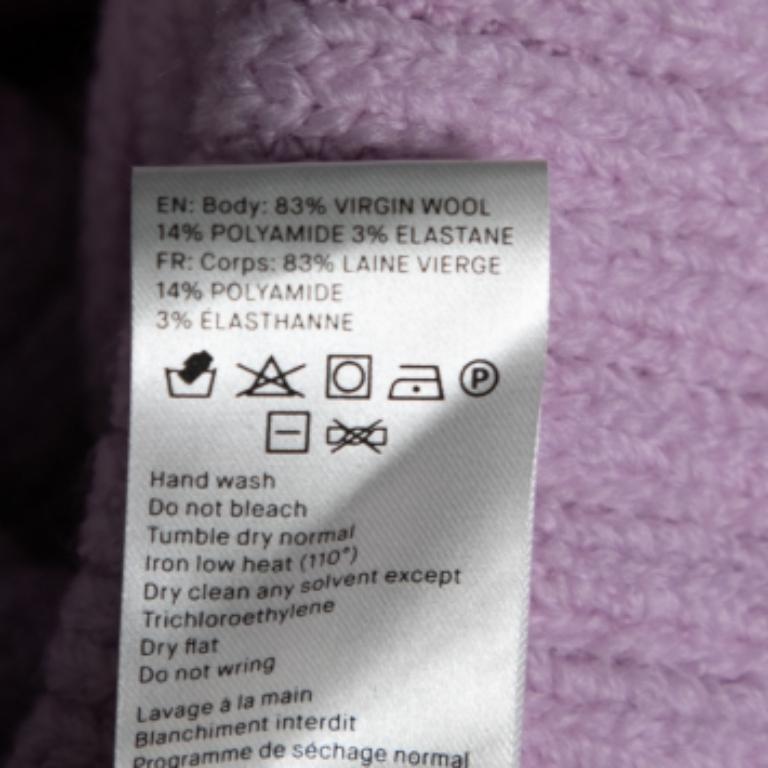 EN: Body: 83% VIRGIN WOOL
14% POLYAMIDE 3% ELASTANE
FR: Corps: 83% LAINE VIERGE
14% POLYAMIDE
3% ÉLASTHANNE
P
Hand wash
Do not bleach
Tumble dry normal
Iron low heat (110°)
Dry clean any solvent except
Trichloroethylene
Dry flat
Do not wring
Lavage à la main
Blanchiment interdit
Programme de séchage normal